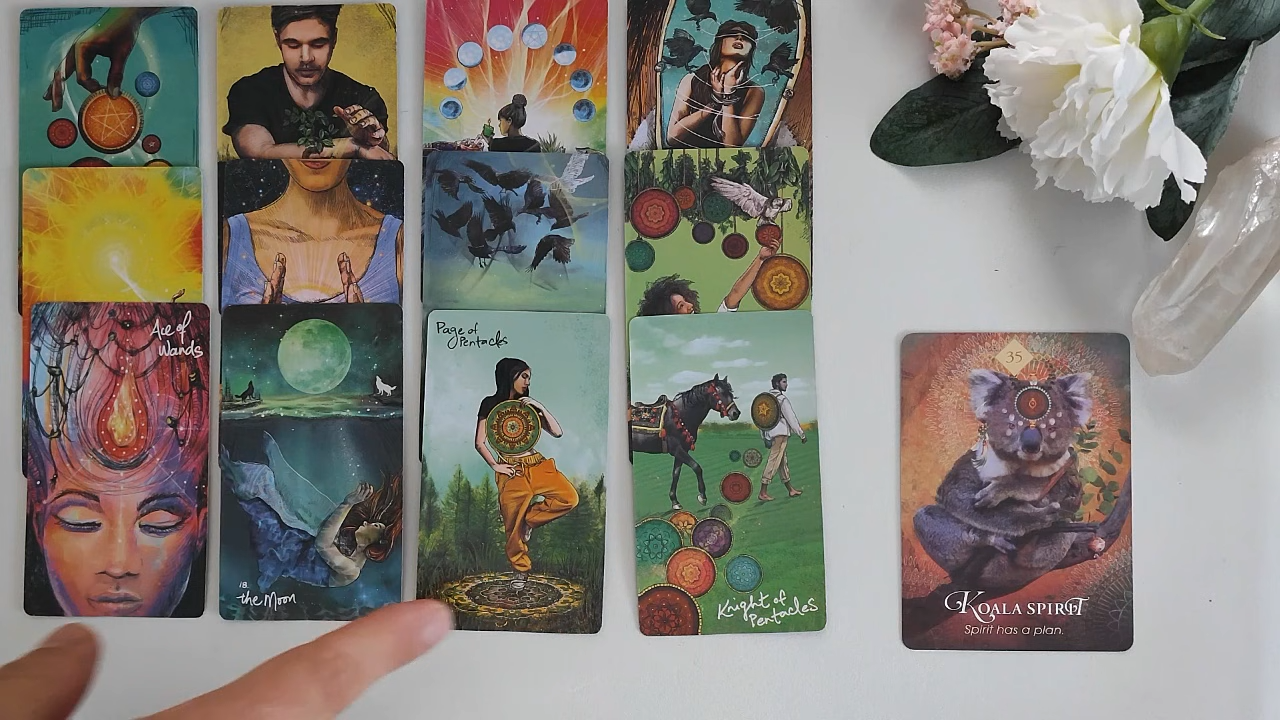 Ace of
Wands
18.
the Moon
Page of
Pentacles
Knight of
Pentacles
35
KOALA SPIRIT
Spirit has a plan.